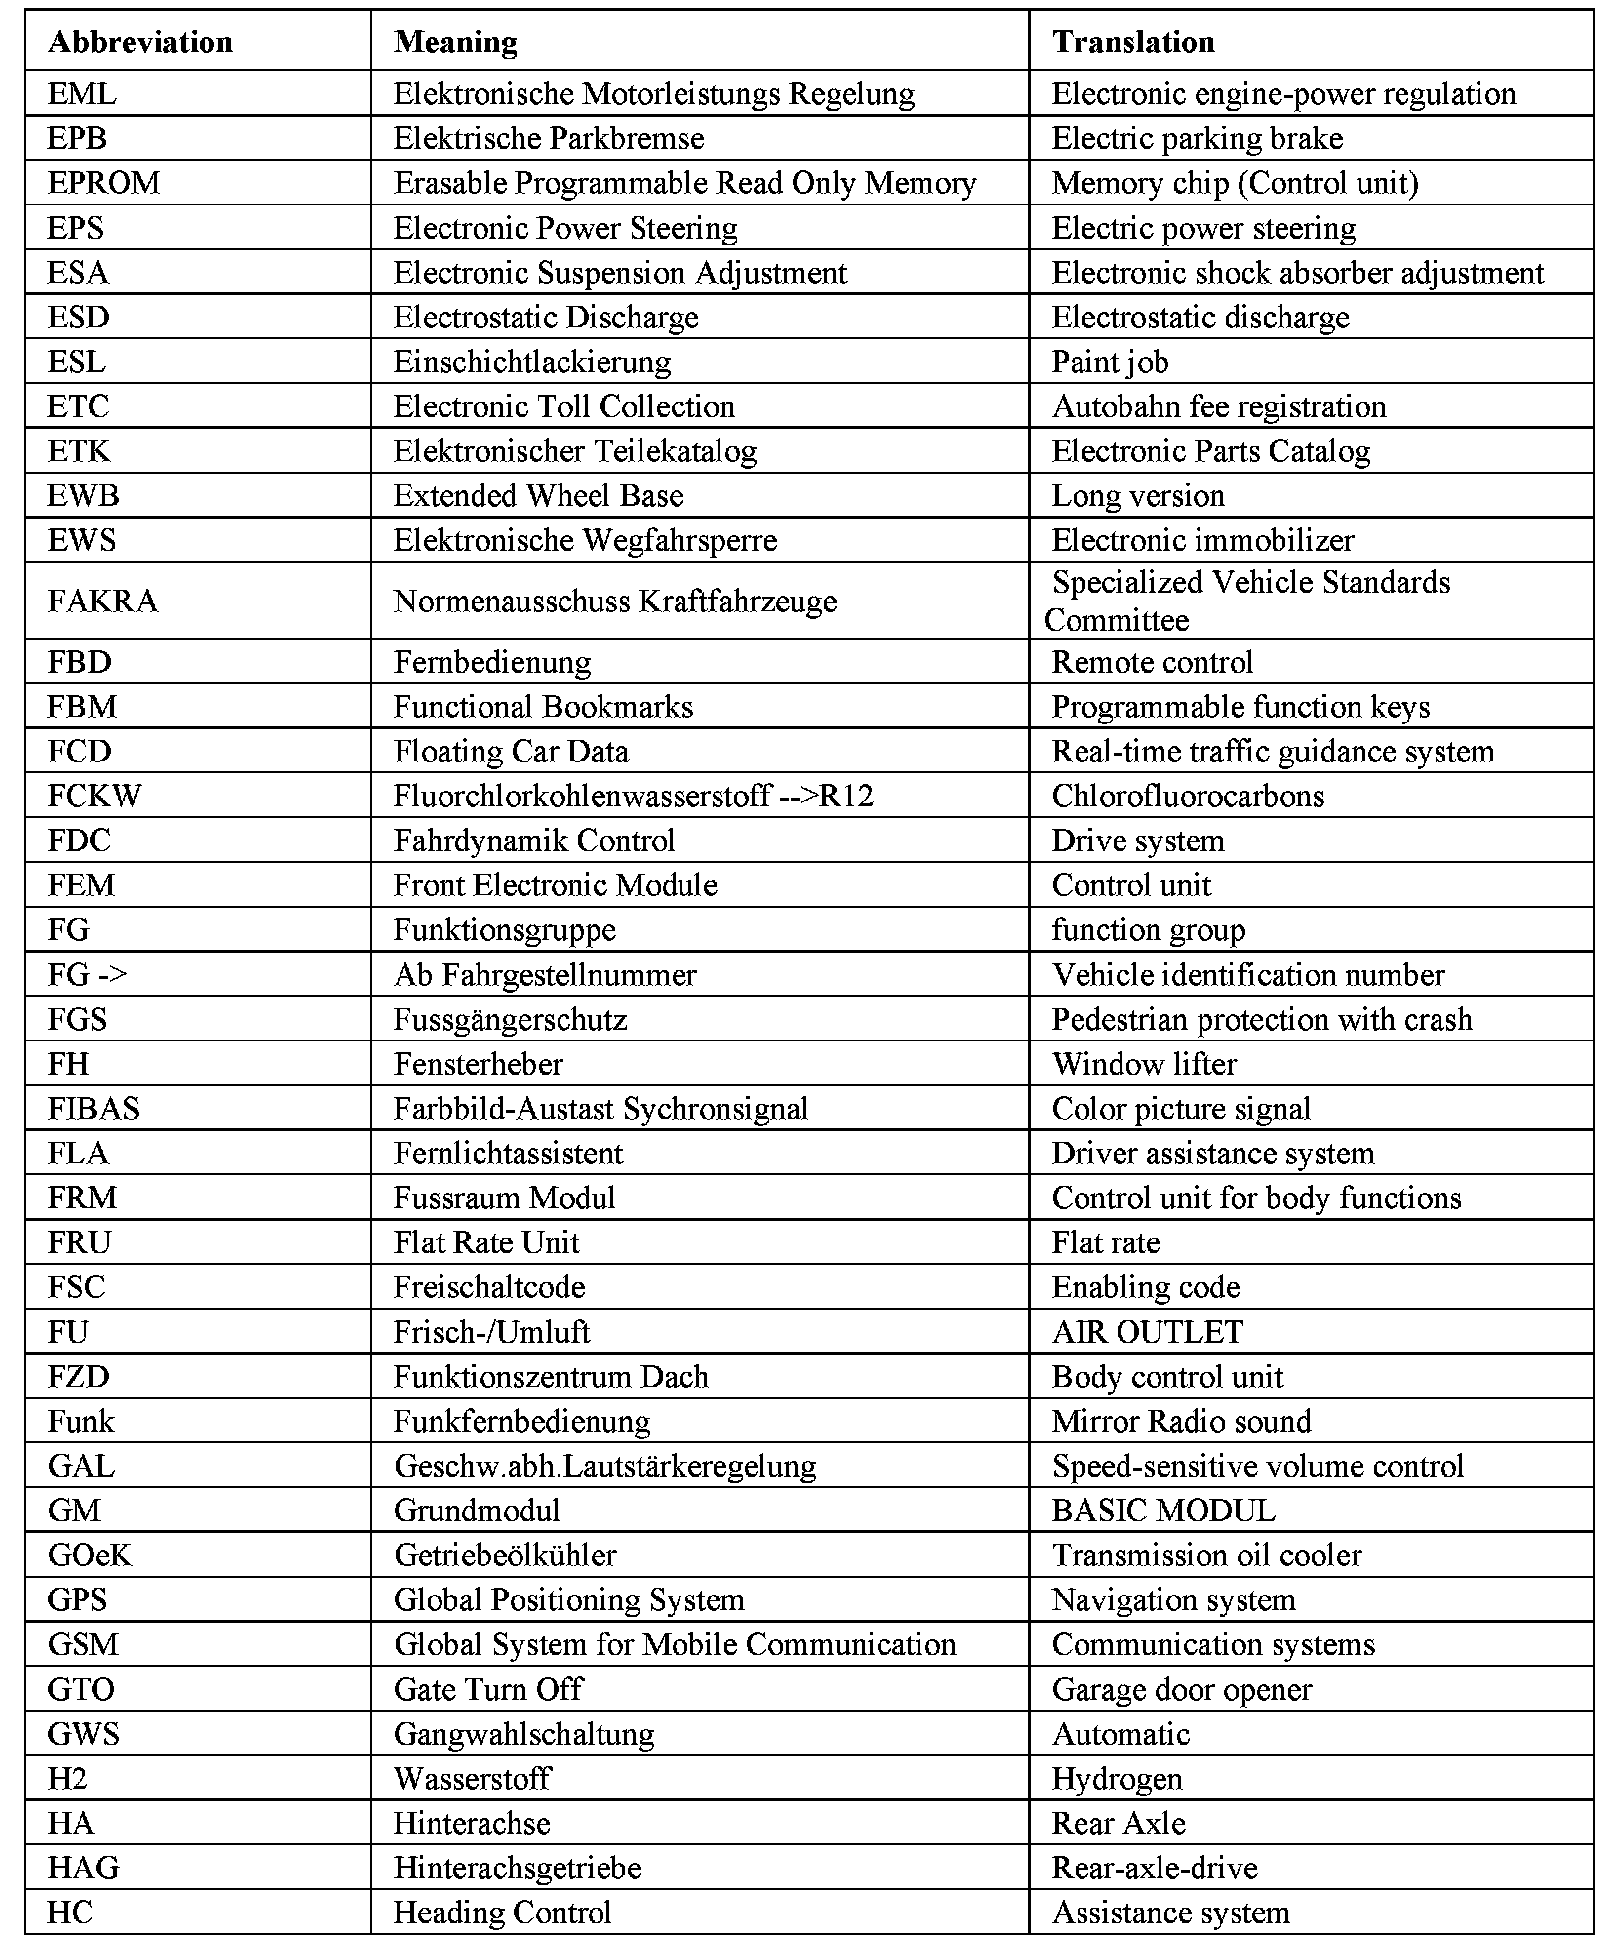 Abbreviation Meaning Translation
EML Elektronische Motorleistungs Regelung Electronic engine-power regulation
EPB Elektrische Parkbremse Electric parking brake
EPROM Erasable Programmable Read Only Memory Memory chip (Control unit)
EPS Electronic Power Steering Electric power steering
ESA Electronic Suspension Adjustment Electronic shock absorber adjustment
ESD Electrostatic Discharge Electrostatic discharge
ESL Einschichtlackierung Paint job
ETC Electronic Toll Collection Autobahn fee registration
ETK Elektronischer Teilekatalog Electronic Parts Catalog
EWB Extended Wheel Base Long version
EWS Elektronische Wegfahrsperre Electronic immobilizer
FAKRA Normenausschuss Kraftfahrzeuge Specialized Vehicle Standards
Committee
FBD Fernbedienung Remote control
FBM Functional Bookmarks Programmable function keys
FCD Floating Car Data Real-time traffic guidance system
FCKW Fluorchlorkohlenwasserstoff -->R12 Chlorofluorocarbons
FDC Fahrdynamik Control Drive system
FEM Front Electronic Module Control unit
FG Funktionsgruppe function group
FG -> Ab Fahrgestellnummer Vehicle identification number
FGS Fussgängerschutz Pedestrian protection with crash
FH Fensterheber Window lifter
FIBAS Farbbild-Austast Sychronsignal Color picture signal
FLA Fernlichtassistent Driver assistance system
FRM Fussraum Modul Control unit for body functions
FRU Flat Rate Unit Flat rate
FSC Freischaltcode Enabling code
FU Frisch-/Umluft AIR OUTLET
FZD Funktionszentrum Dach Body control unit
Funk Funkfernbedienung Mirror Radio sound
GAL Geschw.abh.Lautstärkeregelung Speed-sensitive volume control
GM Grundmodul BASIC MODUL
GOeK Getriebeölkühler Transmission oil cooler
GPS Global Positioning System Navigation system
GSM Global System for Mobile Communication Communication systems
GTO Gate Turn Off Garage door opener
GWS Gangwahlschaltung Automatic
H2 Wasserstoff Hydrogen
HA Hinterachse Rear Axle
HAG Hinterachsgetriebe Rear-axle-drive
HC Heading Control Assistance system